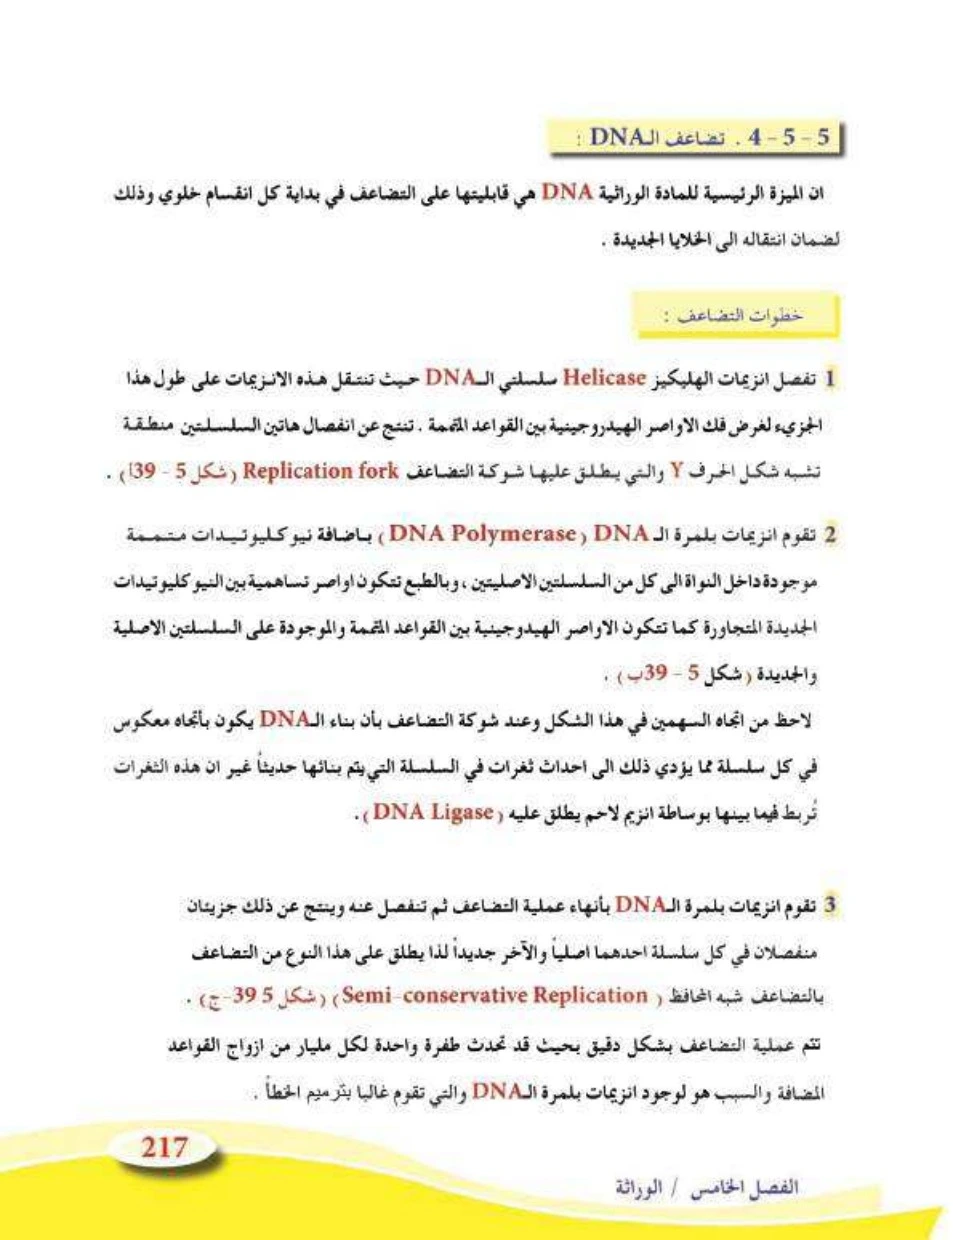 5 - 5 - 4 . تضاعف الـDNA :
ان الميزة الرئيسية للمادة الوراثية DNA هي قابليتها على التضاعف في بداية كل انقسام خلوي وذلك
لضمان انتقاله الى الخلايا الجديدة .
خطوات التضاعف :
1 تفصل انزيمات الهليكيز Helicase سلسلتي الـDNA حيث تنتقل هذه الانزيمات على طول هذا
الجزيء لغرض فك الاواصر الهيدروجينية بين القواعد المتممة . تنتج عن انفصال هاتين السلسلتين منطقة
تشبه شكل الحرف Y والتي يطلق عليها شوكة التضاعف Replication fork (شكل 5 - 39أ) .
2 تقوم انزيمات بلمرة الـ DNA (DNA Polymerase) باضافة نيوكليوتيدات متممة
موجودة داخل النواة الى كل من السلسلتين الاصليتين ، وبالطبع تتكون اواصر تساهمية بين النيوكليوتيدات
الجديدة المتجاورة كما تتكون الاواصر الهيدوجينية بين القواعد المتممة والموجودة على السلسلتين الاصلية
والجديدة (شكل 5 - 39ب) .
لاحظ من اتجاه السهمين في هذا الشكل وعند شوكة التضاعف بأن بناء الـDNA يكون بأتجاه معكوس
في كل سلسلة مما يؤدي ذلك الى احداث ثغرات في السلسلة التي يتم بنائها حديثاً غير ان هذه الثغرات
تُربط فيما بينها بوساطة انزيم لاحم يطلق عليه (DNA Ligase) .
3 تقوم انزيمات بلمرة الـDNA بأنهاء عملية التضاعف ثم تنفصل عنه وينتج عن ذلك جزيئان
منفصلان في كل سلسلة احدهما اصلياً والآخر جديداً لذا يطلق على هذا النوع من التضاعف
بالتضاعف شبه المحافظ ( Semi-conservative Replication) (شكل 5 39-ج) .
تتم عملية التضاعف بشكل دقيق بحيث قد تحدث طفرة واحدة لكل مليار من ازواج القواعد
المضافة والسبب هو لوجود انزيمات بلمرة الـDNA والتي تقوم غالبا بترميم الخطأ .
217
الفصل الخامس / الوراثة